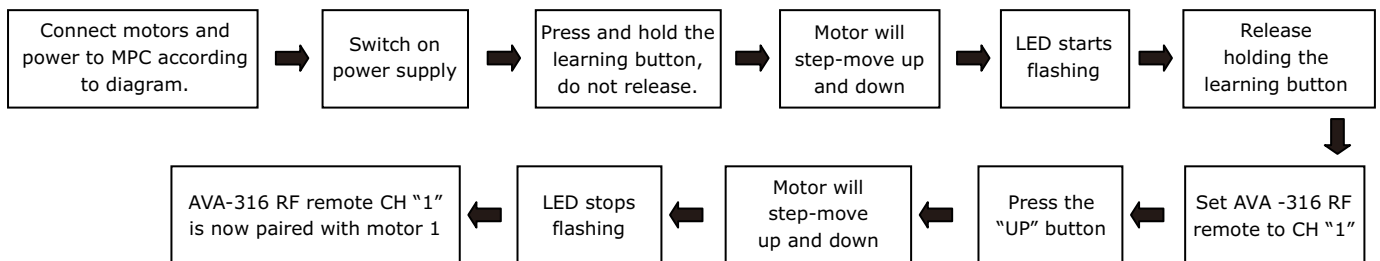 Connect motors and
power to MPC according
to diagram.
Switch on
power supply
Press and hold the
learning button,
do not release.
Motor will
step-move up
and down
LED starts
flashing
Release
holding the
learning button
Set AVA -316 RF
remote to CH “1”
Press the
“UP” button
Motor will
step-move
up and down
LED stops
flashing
AVA-316 RF remote CH “1”
is now paired with motor 1